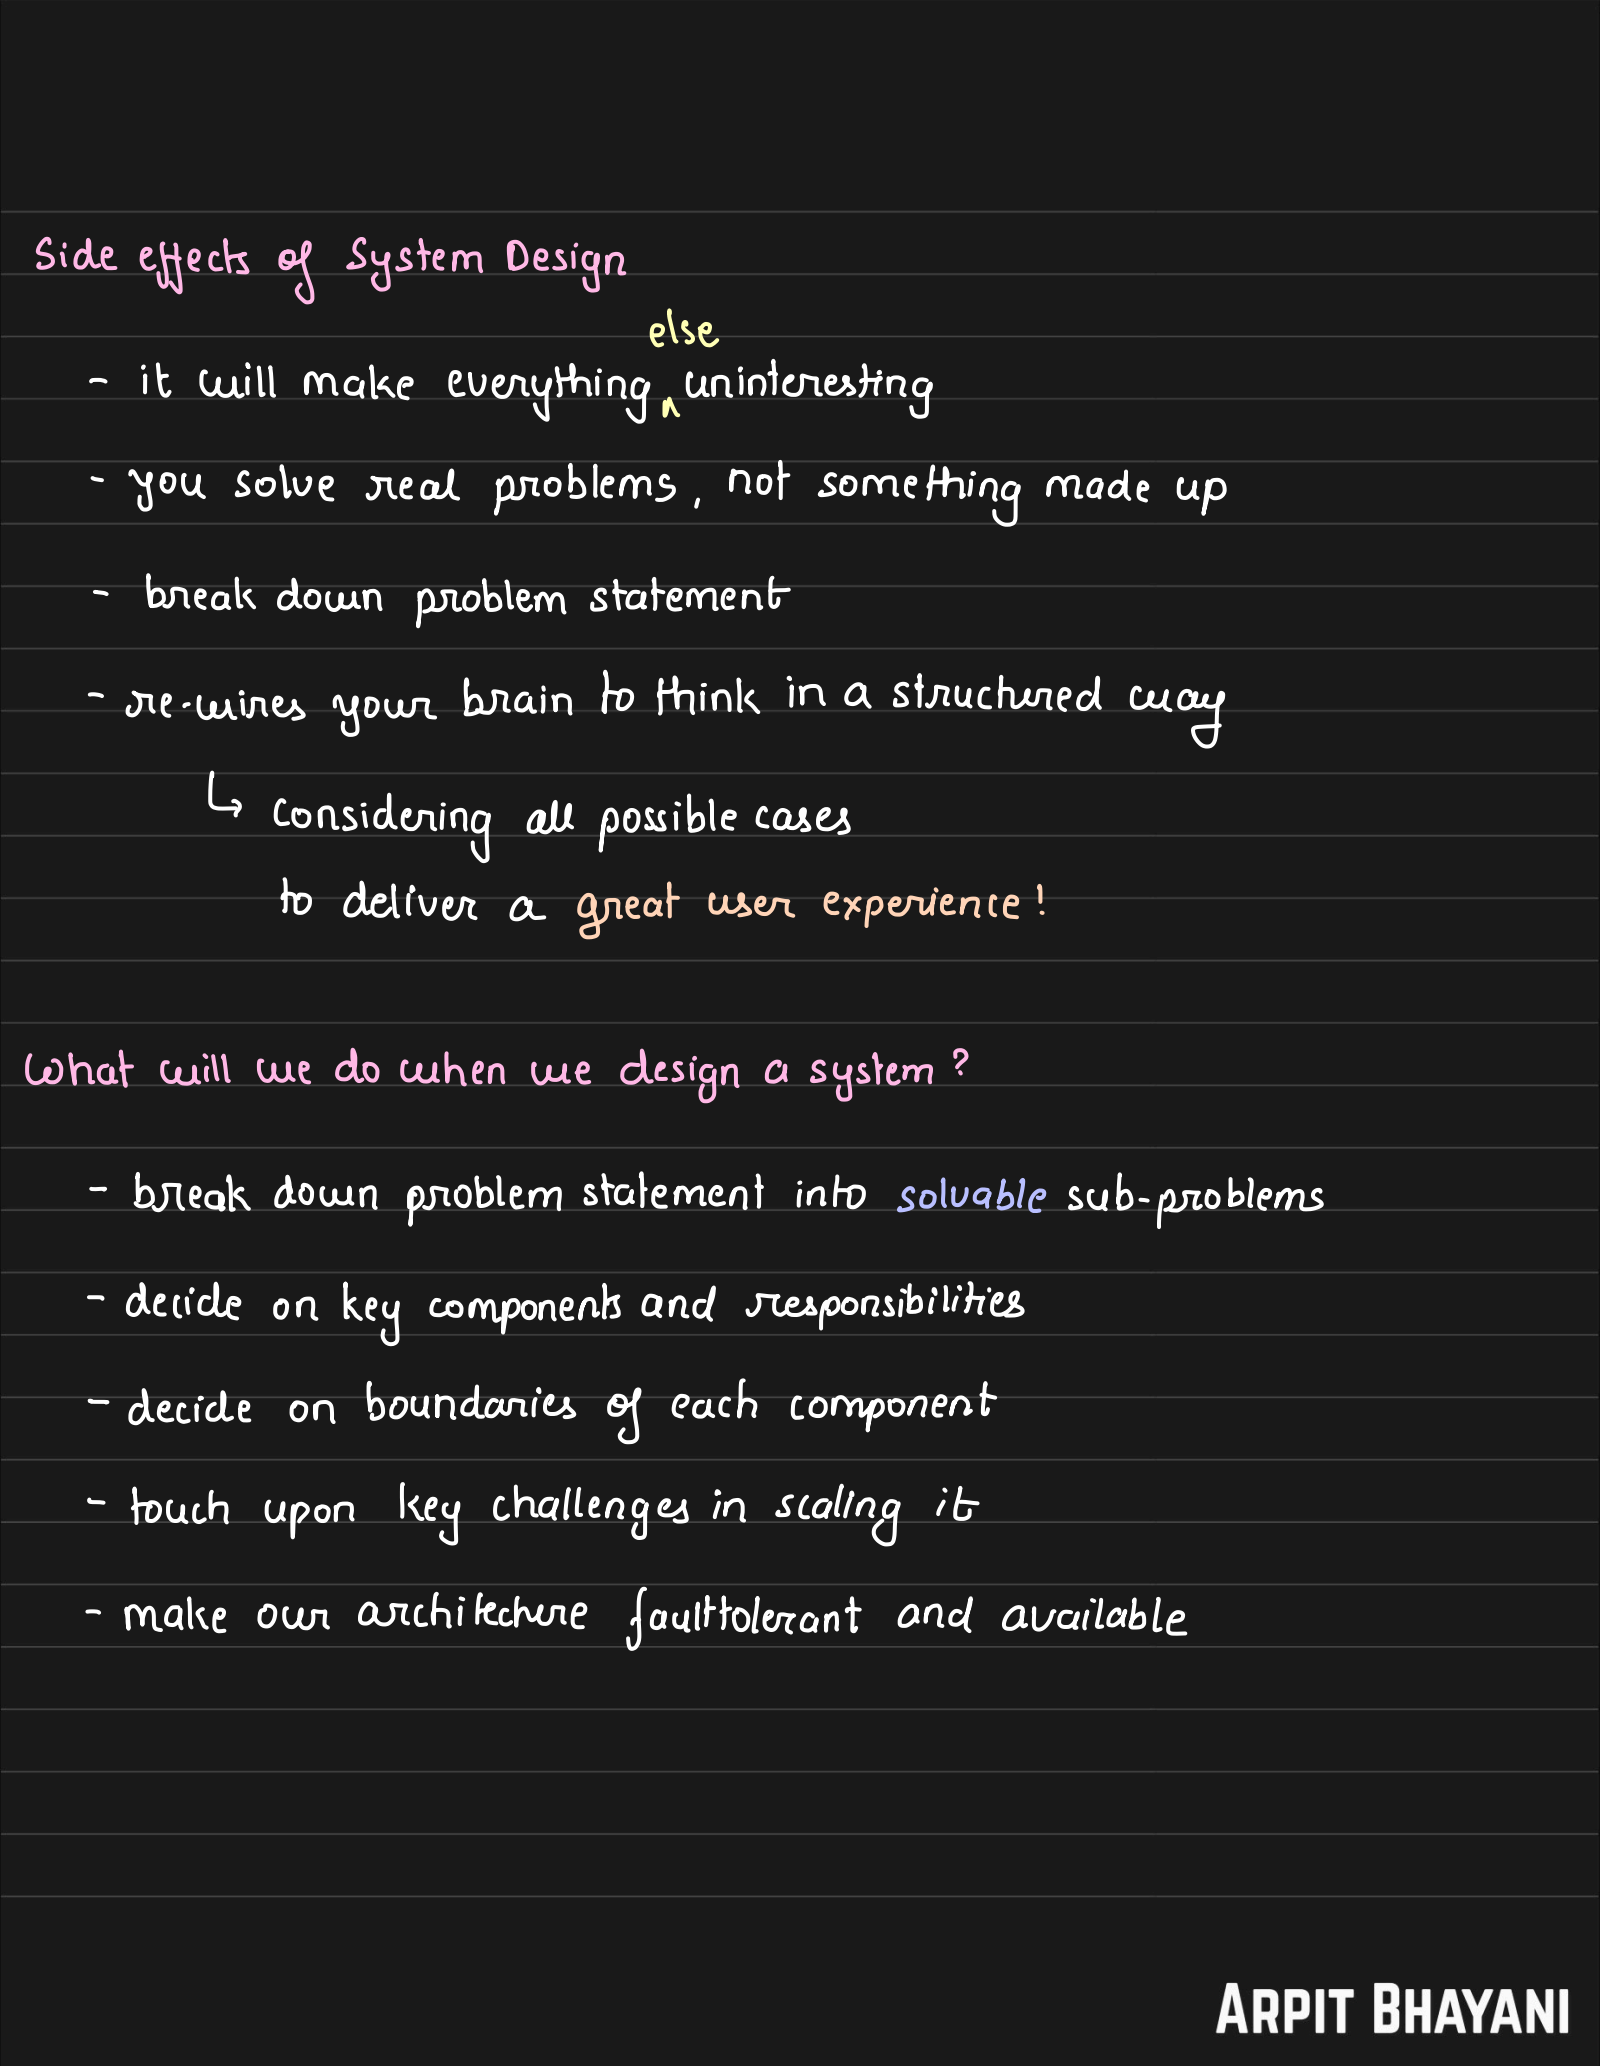 Side effects of System Design
- it will make everything else uninteresting
- you solve real problems, not something made up
- break down problem statement
- re-wires your brain to think in a structured way
↳ Considering all possible cases
to deliver a great user experience!
What will we do when we design a system?
- break down problem statement into solvable sub-problems
- decide on key components and responsibilities
- decide on boundaries of each component
- touch upon key challenges in scaling it
- make our architecture faulttolerant and available
ARPIT BHAYANI